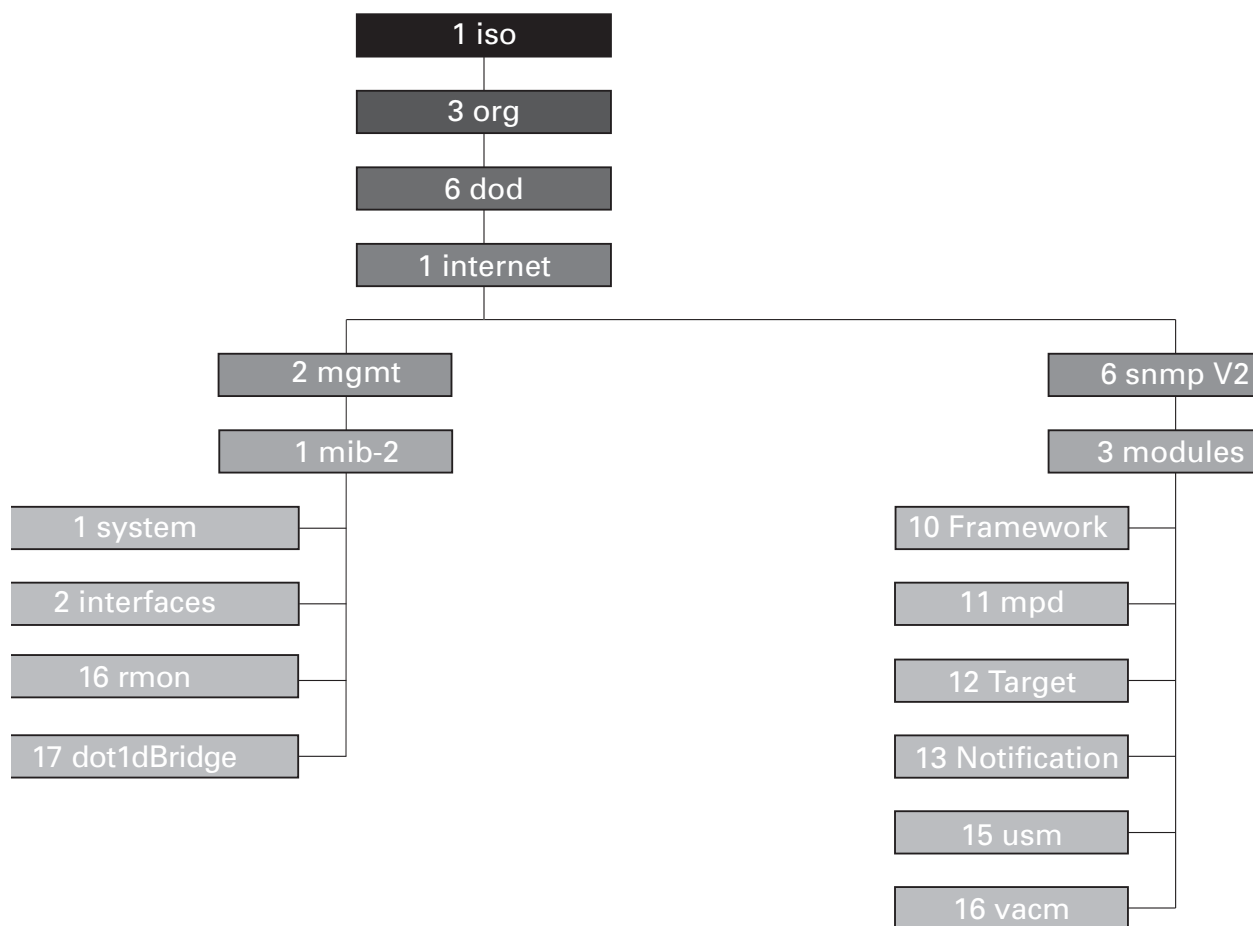 1 iso
3 org
6 dod
1 internet
2 mgmt
6 snmp V2
1 mib-2
3 modules
1 system
10 Framework
2 interfaces
11 mpd
16 rmon
12 Target
17 dot1dBridge
13 Notification
15 usm
16 vacm